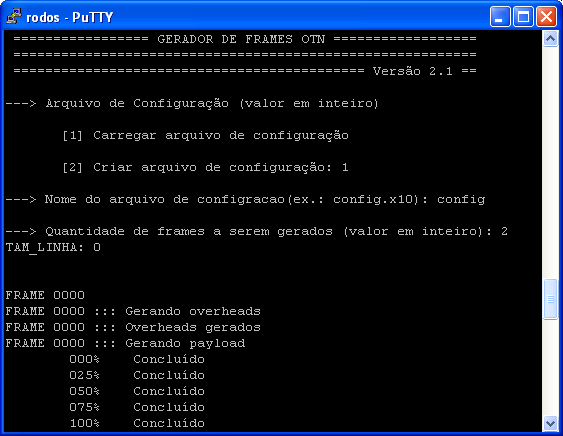 rodos - PuTTY
================= GERADOR DE FRAMES OTN ==================
==========================================================
============================================ Versão 2.1 ==
---> Arquivo de Configuração (valor em inteiro)
[1] Carregar arquivo de configuração
[2] Criar arquivo de configuração: 1
---> Nome do arquivo de configracao(ex.: config.x10): config
---> Quantidade de frames a serem gerados (valor em inteiro): 2
TAM_LINHA: 0
FRAME 0000
FRAME 0000 ::: Gerando overheads
FRAME 0000 ::: Overheads gerados
FRAME 0000 ::: Gerando payload
000% Concluído
025% Concluído
050% Concluído
075% Concluído
100% Concluído